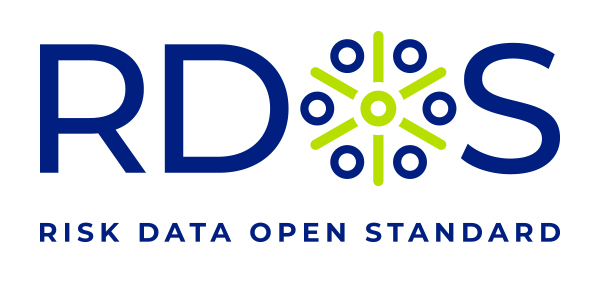 RDOS
RISK DATA OPEN STANDARD